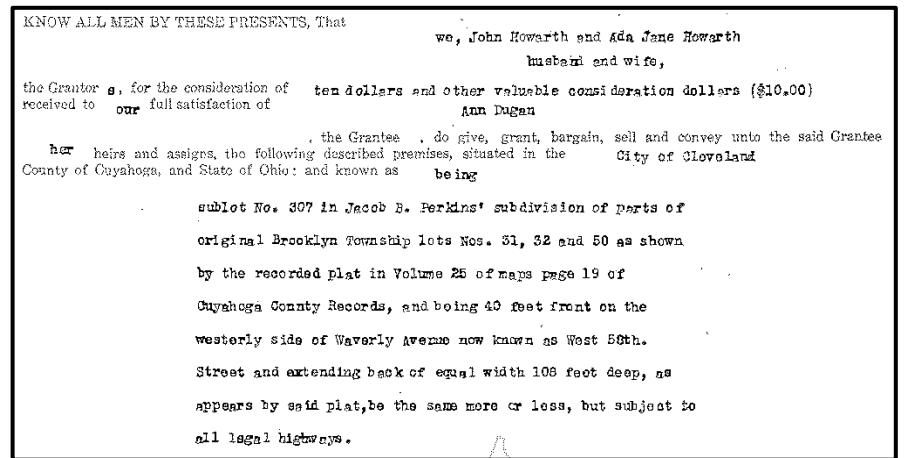 KNOW ALL MEN BY THESE PRESENTS, That
we, John Howarth and Ada Jane Howarth
husband and wife,
the Grantor s, for the consideration of ten dollars and other valuable consideration dollars ($10.00)
received to our full satisfaction of Ann Dugan
, the Grantee , do give, grant, bargain, sell and convey unto the said Grantee
her heirs and assigns, the following described premises, situated in the City of Cleveland
County of Cuyahoga, and State of Ohio: and known as being
sublot No. 307 in Jacob B. Perkins' subdivision of parts of
original Brooklyn Township lots Nos. 31, 32 and 50 as shown
by the recorded plat in Volume 25 of maps page 19 of
Cuyahoga County Records, and being 40 feet front on the
westerly side of Waverly Avenue now known as West 58th.
Street and extending back of equal width 108 feet deep, as
appears by said plat,be the same more or less, but subject to
all legal highways.